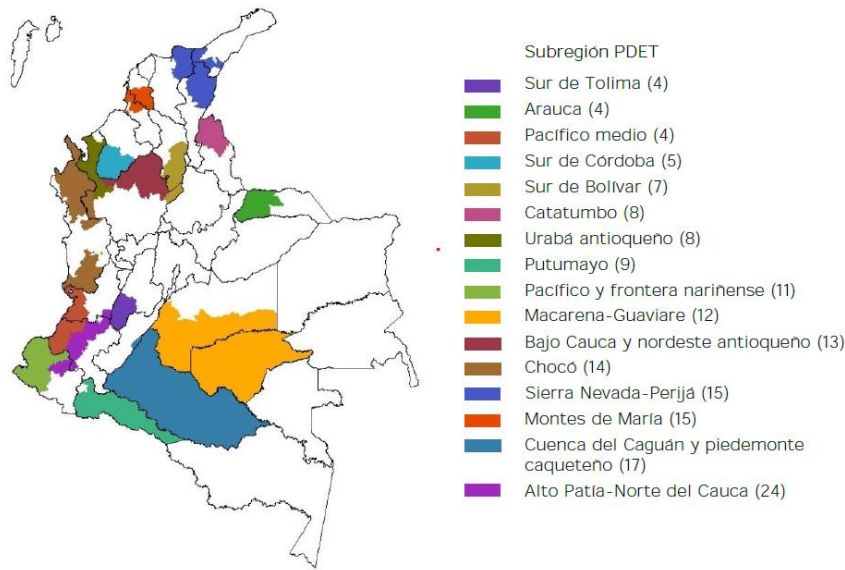 Subregión PDET
Sur de Tolima (4)
Arauca (4)
Pacífico medio (4)
Sur de Córdoba (5)
Sur de Bolívar (7)
Catatumbo (8)
Urabá antioqueño (8)
Putumayo (9)
Pacífico y frontera nariñense (11)
Macarena-Guaviare (12)
Bajo Cauca y nordeste antioqueño (13)
Chocó (14)
Sierra Nevada-Perijá (15)
Montes de María (15)
Cuenca del Caguán y piedemonte
caqueteño (17)
Alto Patía-Norte del Cauca (24)